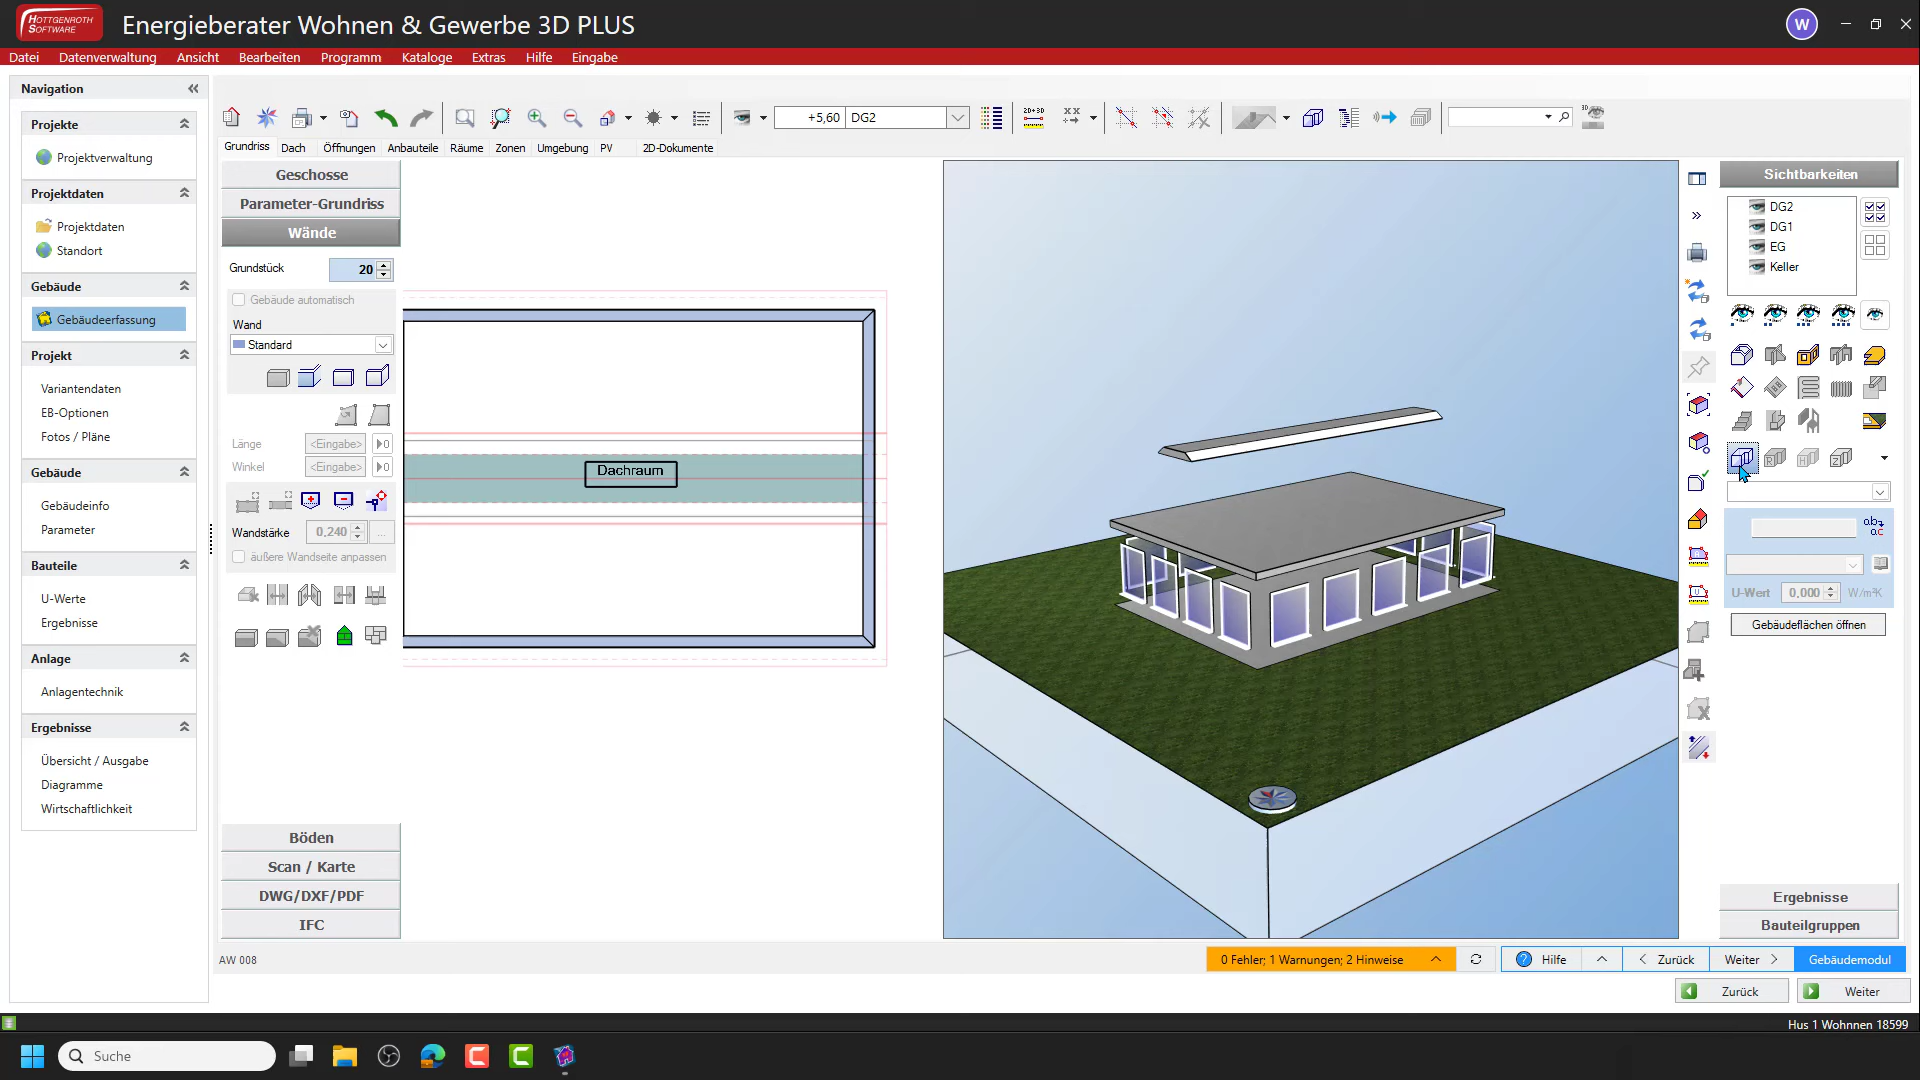 HOTTGENROTH
SOFTWARE
Energieberater Wohnen & Gewerbe 3D PLUS
W
Datei Datenverwaltung Ansicht Bearbeiten Programm Kataloge Extras Hilfe Eingabe
Navigation
Projekte
Projektverwaltung
Projektdaten
Projektdaten
Standort
Gebäude
Gebäudeerfassung
Projekt
Variantendaten
EB-Optionen
Fotos / Pläne
Gebäude
Gebäudeinfo
Parameter
Bauteile
U-Werte
Ergebnisse
Anlage
Anlagentechnik
Ergebnisse
Übersicht / Ausgabe
Diagramme
Wirtschaftlichkeit
+5,60 DG2
2D+3D
Grundriss Dach Öffnungen Anbauteile Räume Zonen Umgebung PV 2D-Dokumente
Geschosse
Parameter-Grundriss
Wände
Grundstück 20
Gebäude automatisch
Wand
Standard
Länge <Eingabe> 0
Winkel <Eingabe> 0
Wandstärke 0,240 ...
äußere Wandseite anpassen
Böden
Scan / Karte
DWG/DXF/PDF
IFC
Dachraum
Sichtbarkeiten
DG2
DG1
EG
Keller
U-Wert 0,000 W/m²K
Gebäudeflächen öffnen
Ergebnisse
Bauteilgruppen
AW 008
0 Fehler; 1 Warnungen; 2 Hinweise
Hilfe Zurück Weiter Gebäudemodul
Zurück Weiter
Hus 1 Wohnnen 18599
Suche